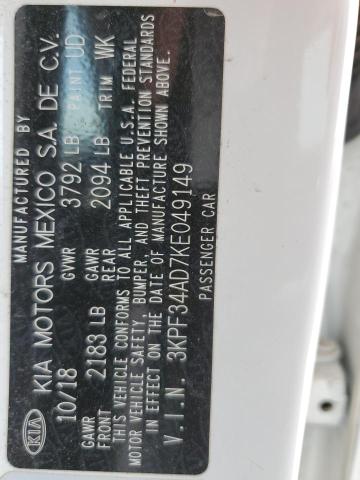 KIA
MANUFACTURED BY
KIA MOTORS MEXICO S.A. DE C.V.
10/18 GVWR 3792 LB PAINT UD
GAWR FRONT 2183 LB GAWR REAR 2094 LB TRIM WK
THIS VEHICLE CONFORMS TO ALL APPLICABLE U.S.A. FEDERAL
MOTOR VEHICLE SAFETY, BUMPER, AND THEFT PREVENTION STANDARDS
IN EFFECT ON THE DATE OF MANUFACTURE SHOWN ABOVE.
V.I.N. 3KPF34AD7KE049149
PASSENGER CAR